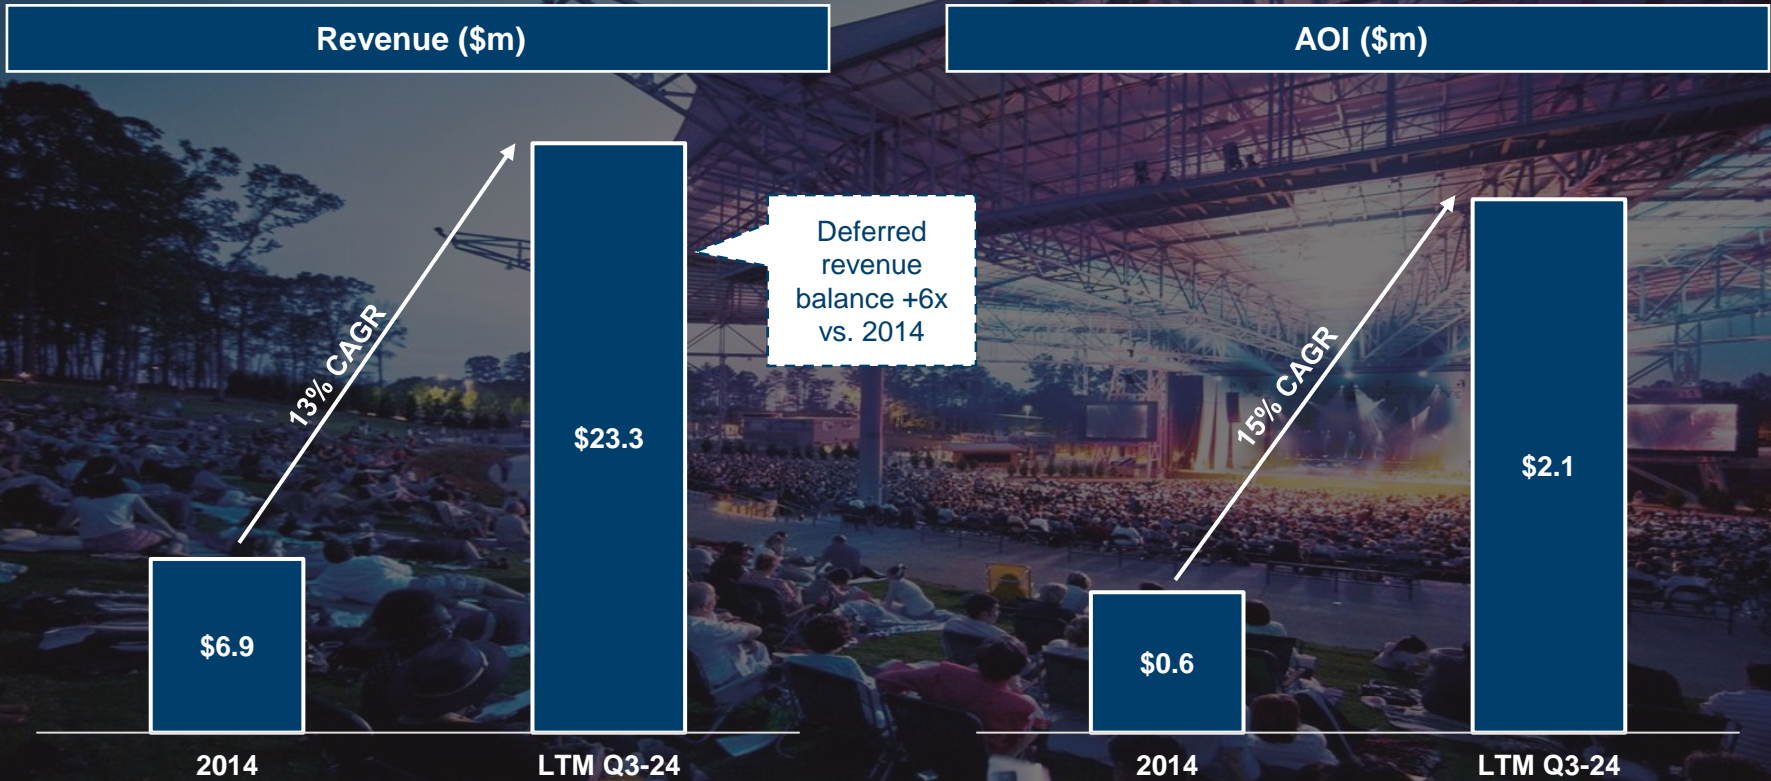 Revenue ($m)
13% CAGR
$6.9
$23.3
2014
LTM Q3-24
Deferred
revenue
balance +6x
vs. 2014
AOI ($m)
15% CAGR
$0.6
$2.1
2014
LTM Q3-24